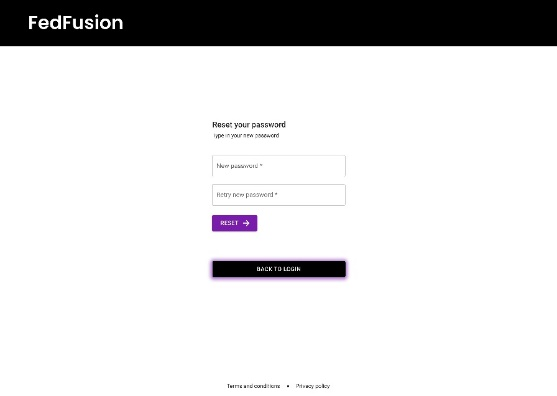 FedFusion
Reset your password
Type in your new password
New password *
Retry new password *
RESET
BACK TO LOGIN
Terms and conditions • Privacy policy